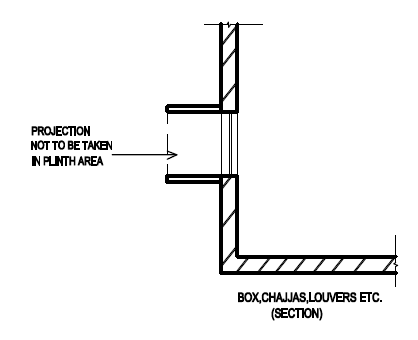 PROJECTION
NOT TO BE TAKEN
IN PLINTH AREA
BOX,CHAJJAS,LOUVERS ETC.
(SECTION)